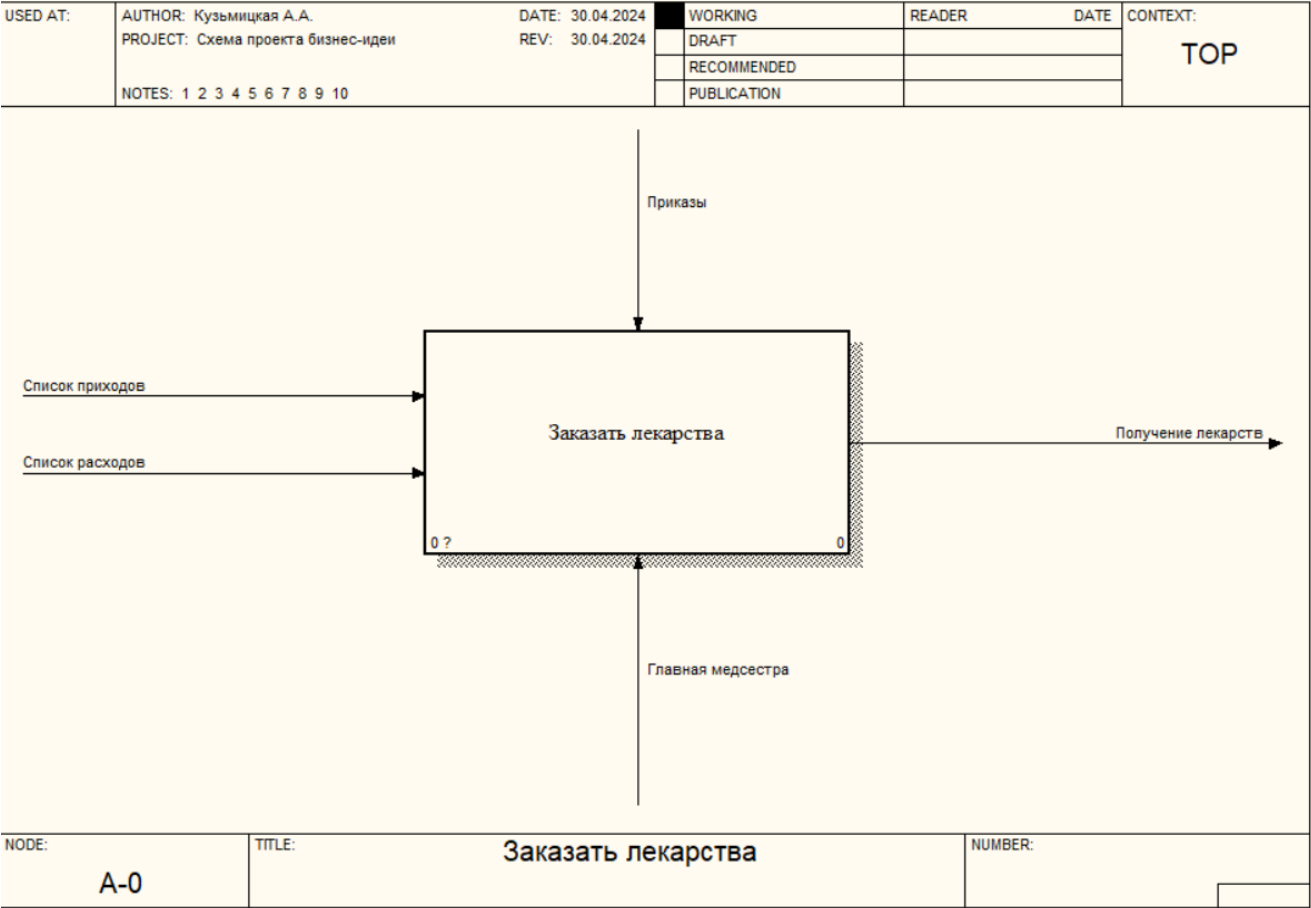 USED AT:
AUTHOR: Кузьмицкая А.А.
DATE: 30.04.2024
PROJECT: Схема проекта бизнес-идеи
REV: 30.04.2024
NOTES: 1 2 3 4 5 6 7 8 9 10
WORKING
DRAFT
RECOMMENDED
PUBLICATION
READER
DATE
CONTEXT:
TOP
Приказы
Список приходов
Список расходов
Заказать лекарства
0 ?
0
Получение лекарств
Главная медсестра
NODE:
A-0
TITLE:
Заказать лекарства
NUMBER: